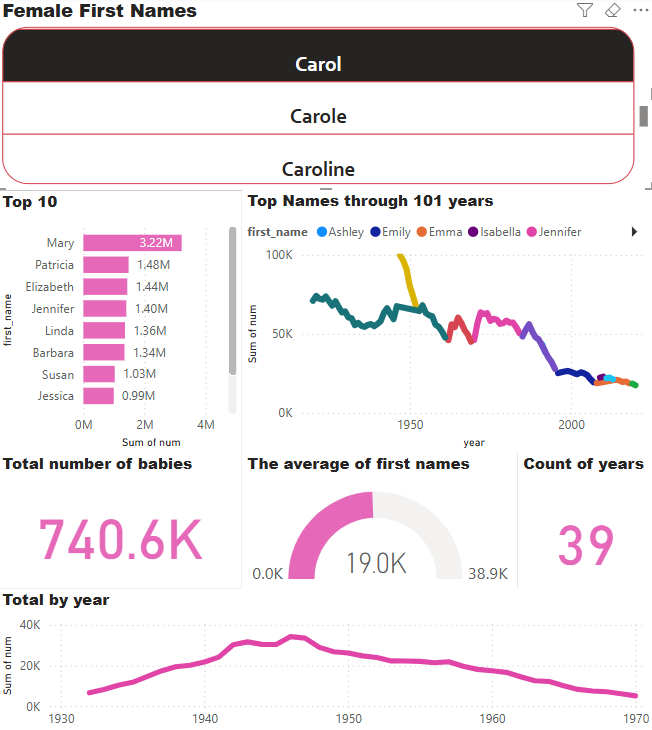 Female First Names
Carol
Carole
Caroline
Top 10
first_name
Mary 3.22M
Patricia 1.48M
Elizabeth 1.44M
Jennifer 1.40M
Linda 1.36M
Barbara 1.34M
Susan 1.03M
Jessica 0.99M
0M 2M 4M
Sum of num
Top Names through 101 years
first_name Ashley Emily Emma Isabella Jennifer
Sum of num
100K
50K
0K
1950 2000
year
Total number of babies
740.6K
The average of first names
19.0K
0.0K 38.9K
Count of years
39
Total by year
Sum of num
40K
20K
0K
1930 1940 1950 1960 1970